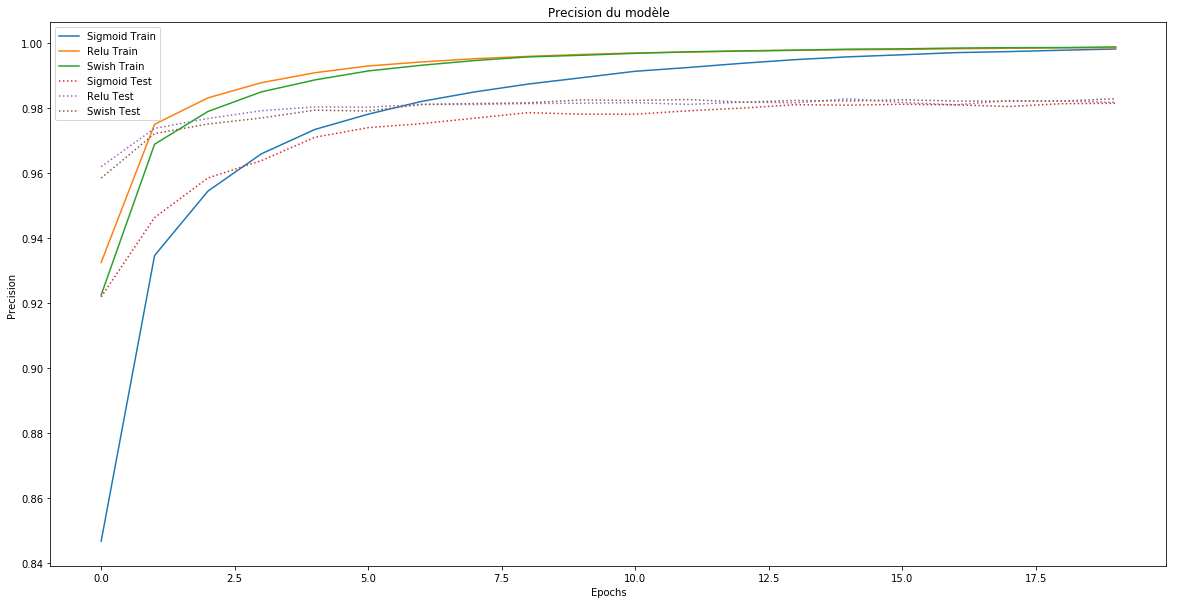 Precision du modèle
Sigmoid Train
Relu Train
Swish Train
Sigmoid Test
Relu Test
Swish Test
Precision
1.00
0.98
0.96
0.94
0.92
0.90
0.88
0.86
0.84
0.0 2.5 5.0 7.5 10.0 12.5 15.0 17.5
Epochs